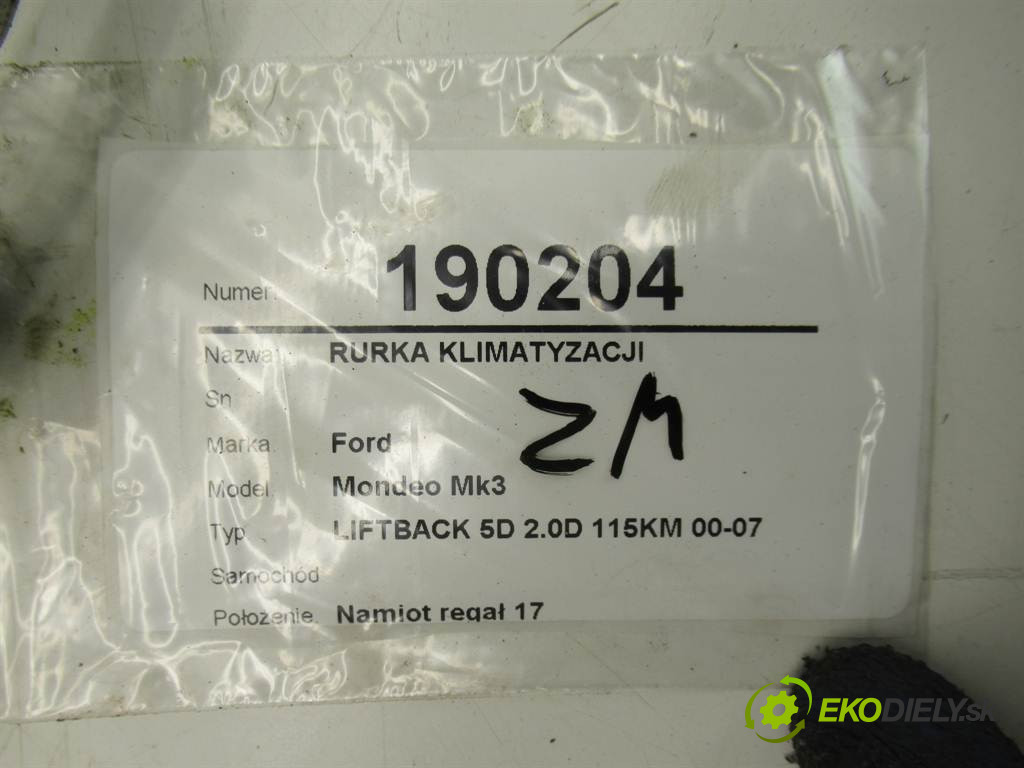 Numer. 190204
Nazwa: RURKA KLIMATYZACJI
Sn
ZM
Marka Ford
Model. Mondeo Mk3
Typ LIFTBACK 5D 2.0D 115KM 00-07
Samochód
Położenie. Namiot regał 17
EKODIELY.SK